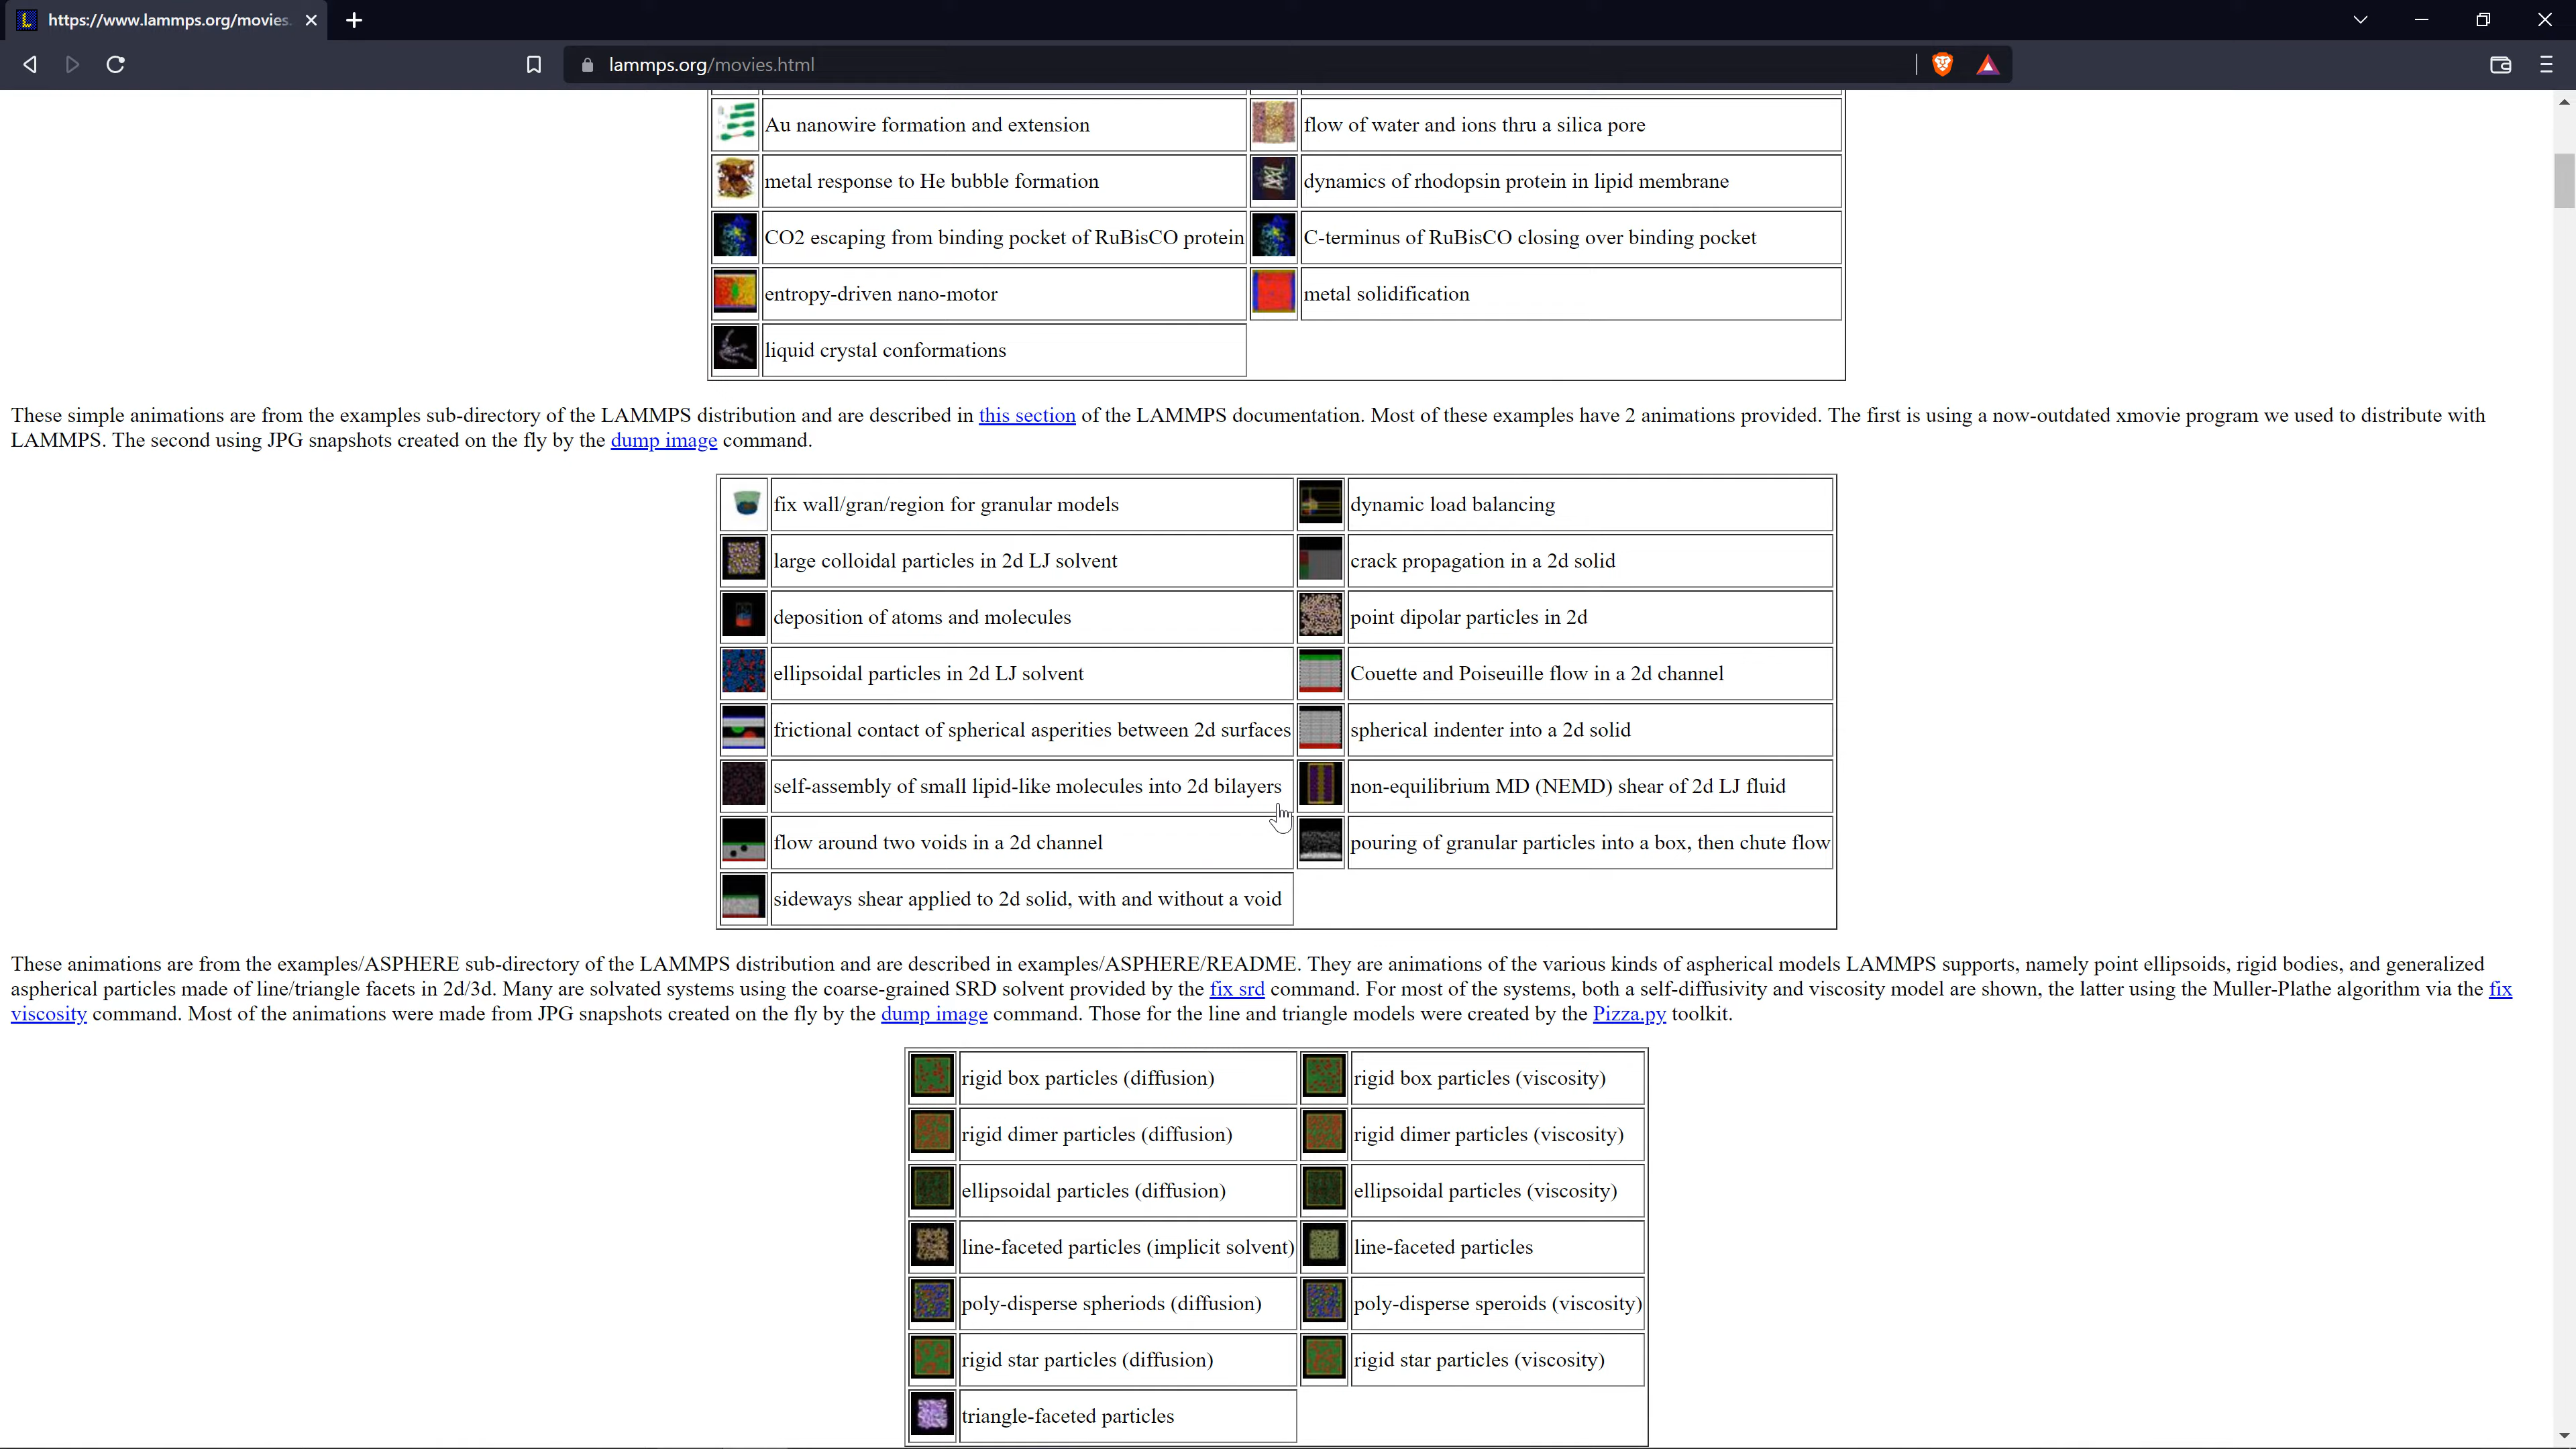 https://www.lammps.org/movies.
lammps.org/movies.html
Au nanowire formation and extension
flow of water and ions thru a silica pore
metal response to He bubble formation
dynamics of rhodopsin protein in lipid membrane
CO2 escaping from binding pocket of RuBisCO protein
C-terminus of RuBisCO closing over binding pocket
entropy-driven nano-motor
metal solidification
liquid crystal conformations
These simple animations are from the examples sub-directory of the LAMMPS distribution and are described in this section of the LAMMPS documentation. Most of these examples have 2 animations provided. The first is using a now-outdated xmovie program we used to distribute with
LAMMPS. The second using JPG snapshots created on the fly by the dump image command.
fix wall/gran/region for granular models
dynamic load balancing
large colloidal particles in 2d LJ solvent
crack propagation in a 2d solid
deposition of atoms and molecules
point dipolar particles in 2d
ellipsoidal particles in 2d LJ solvent
Couette and Poiseuille flow in a 2d channel
frictional contact of spherical asperities between 2d surfaces
spherical indenter into a 2d solid
self-assembly of small lipid-like molecules into 2d bilayers
non-equilibrium MD (NEMD) shear of 2d LJ fluid
flow around two voids in a 2d channel
pouring of granular particles into a box, then chute flow
sideways shear applied to 2d solid, with and without a void
These animations are from the examples/ASPHERE sub-directory of the LAMMPS distribution and are described in examples/ASPHERE/README. They are animations of the various kinds of aspherical models LAMMPS supports, namely point ellipsoids, rigid bodies, and generalized
aspherical particles made of line/triangle facets in 2d/3d. Many are solvated systems using the coarse-grained SRD solvent provided by the fix srd command. For most of the systems, both a self-diffusivity and viscosity model are shown, the latter using the Muller-Plathe algorithm via the fix
viscosity command. Most of the animations were made from JPG snapshots created on the fly by the dump image command. Those for the line and triangle models were created by the Pizza.py toolkit.
rigid box particles (diffusion)
rigid box particles (viscosity)
rigid dimer particles (diffusion)
rigid dimer particles (viscosity)
ellipsoidal particles (diffusion)
ellipsoidal particles (viscosity)
line-faceted particles (implicit solvent)
line-faceted particles
poly-disperse spheriods (diffusion)
poly-disperse speroids (viscosity)
rigid star particles (diffusion)
rigid star particles (viscosity)
triangle-faceted particles